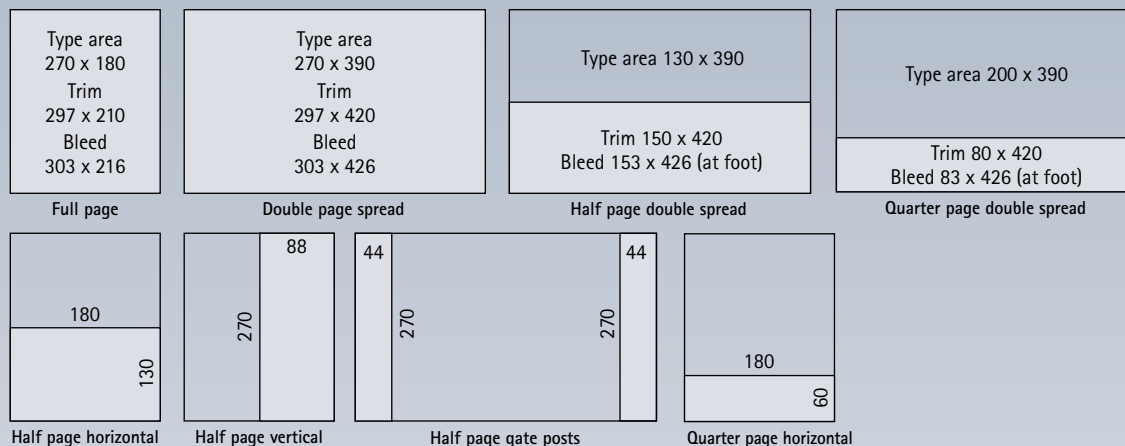 Type area
270 x 180
Trim
297 x 210
Bleed
303 x 216
Full page
Type area
270 x 390
Trim
297 x 420
Bleed
303 x 426
Double page spread
Type area 130 x 390
Trim 150 x 420
Bleed 153 x 426 (at foot)
Half page double spread
Type area 200 x 390
Trim 80 x 420
Bleed 83 x 426 (at foot)
Quarter page double spread
180
130
Half page horizontal
88
270
Half page vertical
44
270
270
44
Half page gate posts
180
60
Quarter page horizontal